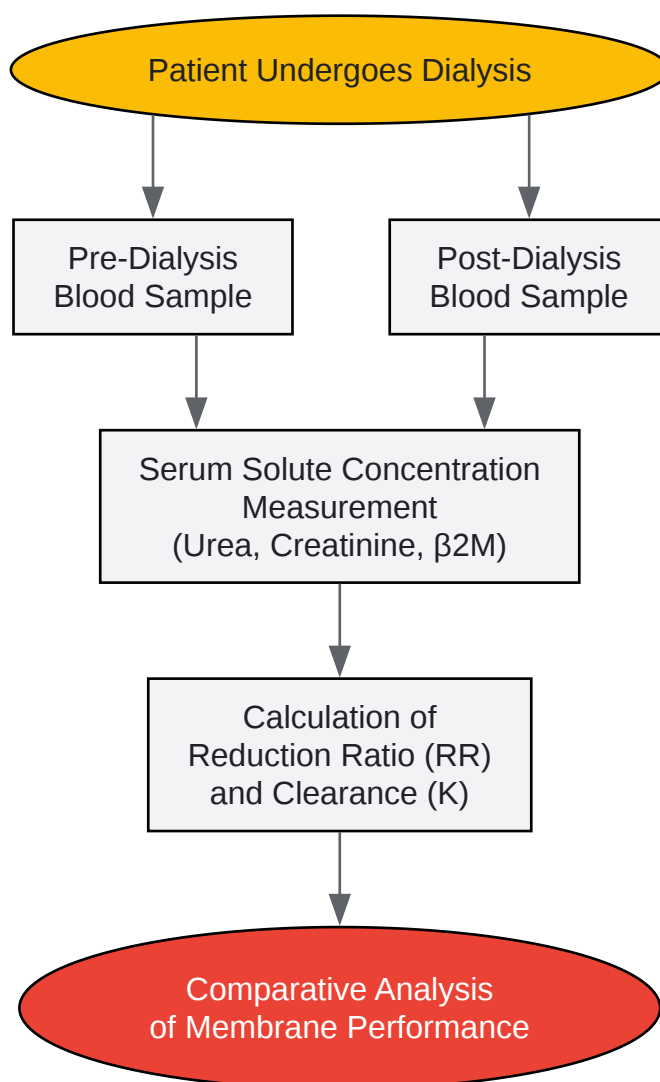 Patient Undergoes Dialysis
Pre-Dialysis
Blood Sample
Post-Dialysis
Blood Sample
Serum Solute Concentration
Measurement
(Urea, Creatinine, β2M)
Calculation of
Reduction Ratio (RR)
and Clearance (K)
Comparative Analysis
of Membrane Performance